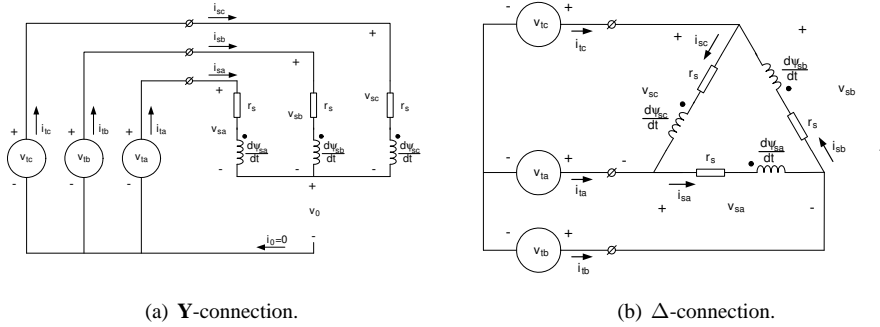 i_sc
i_sb
i_sa
+
+
+
v_sa
r_s
v_sb
r_s
v_sc
r_s
i_tc
i_tb
i_ta
+
+
+
v_tc
v_tb
v_ta
-
-
-
dψ_sa
dt
dψ_sb
dt
dψ_sc
dt
-
-
-
+
v_0
-
i_0=0
(a) Y-connection.
-
v_tc
+
i_tc
+
i_sc
r_s
+
dψ_sb
dt
v_sc
dψ_sc
dt
v_sb
r_s
i_sb
-
v_ta
+
i_ta
-
r_s
dψ_sa
dt
i_sa
+
v_sa
-
-
v_tb
+
i_tb
(b) Δ-connection.